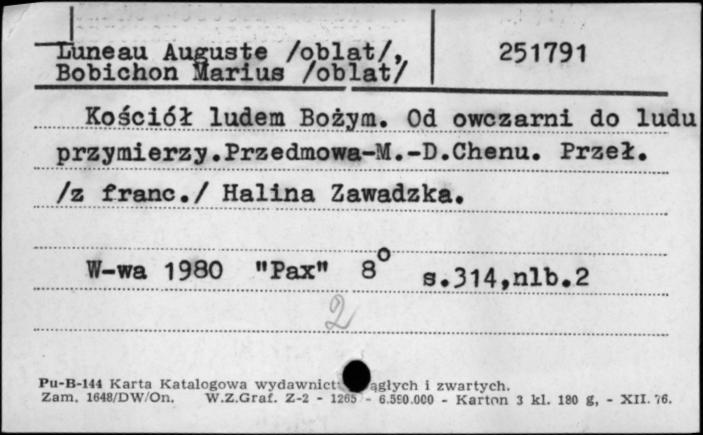 Luneau Auguste /oblat/, 251791
Bobichon Marius /oblat/
Kościół ludem Bożym. Od owczarni do ludu
przymierzy.Przedmowa-M.-D.Chenu. Przeł.
/z franc./ Halina Zawadzka.
W-wa 1980 "Pax" 8° s.314,nlb.2
2
Pu-B-144 Karta Katalogowa wydawnict ągłych i zwartych.
Zam. 1648/DW/On. W.Z.Graf. Z-2 - 1265 - 6.550.000 - Karton 3 kl. 180 g, - XII. 76.